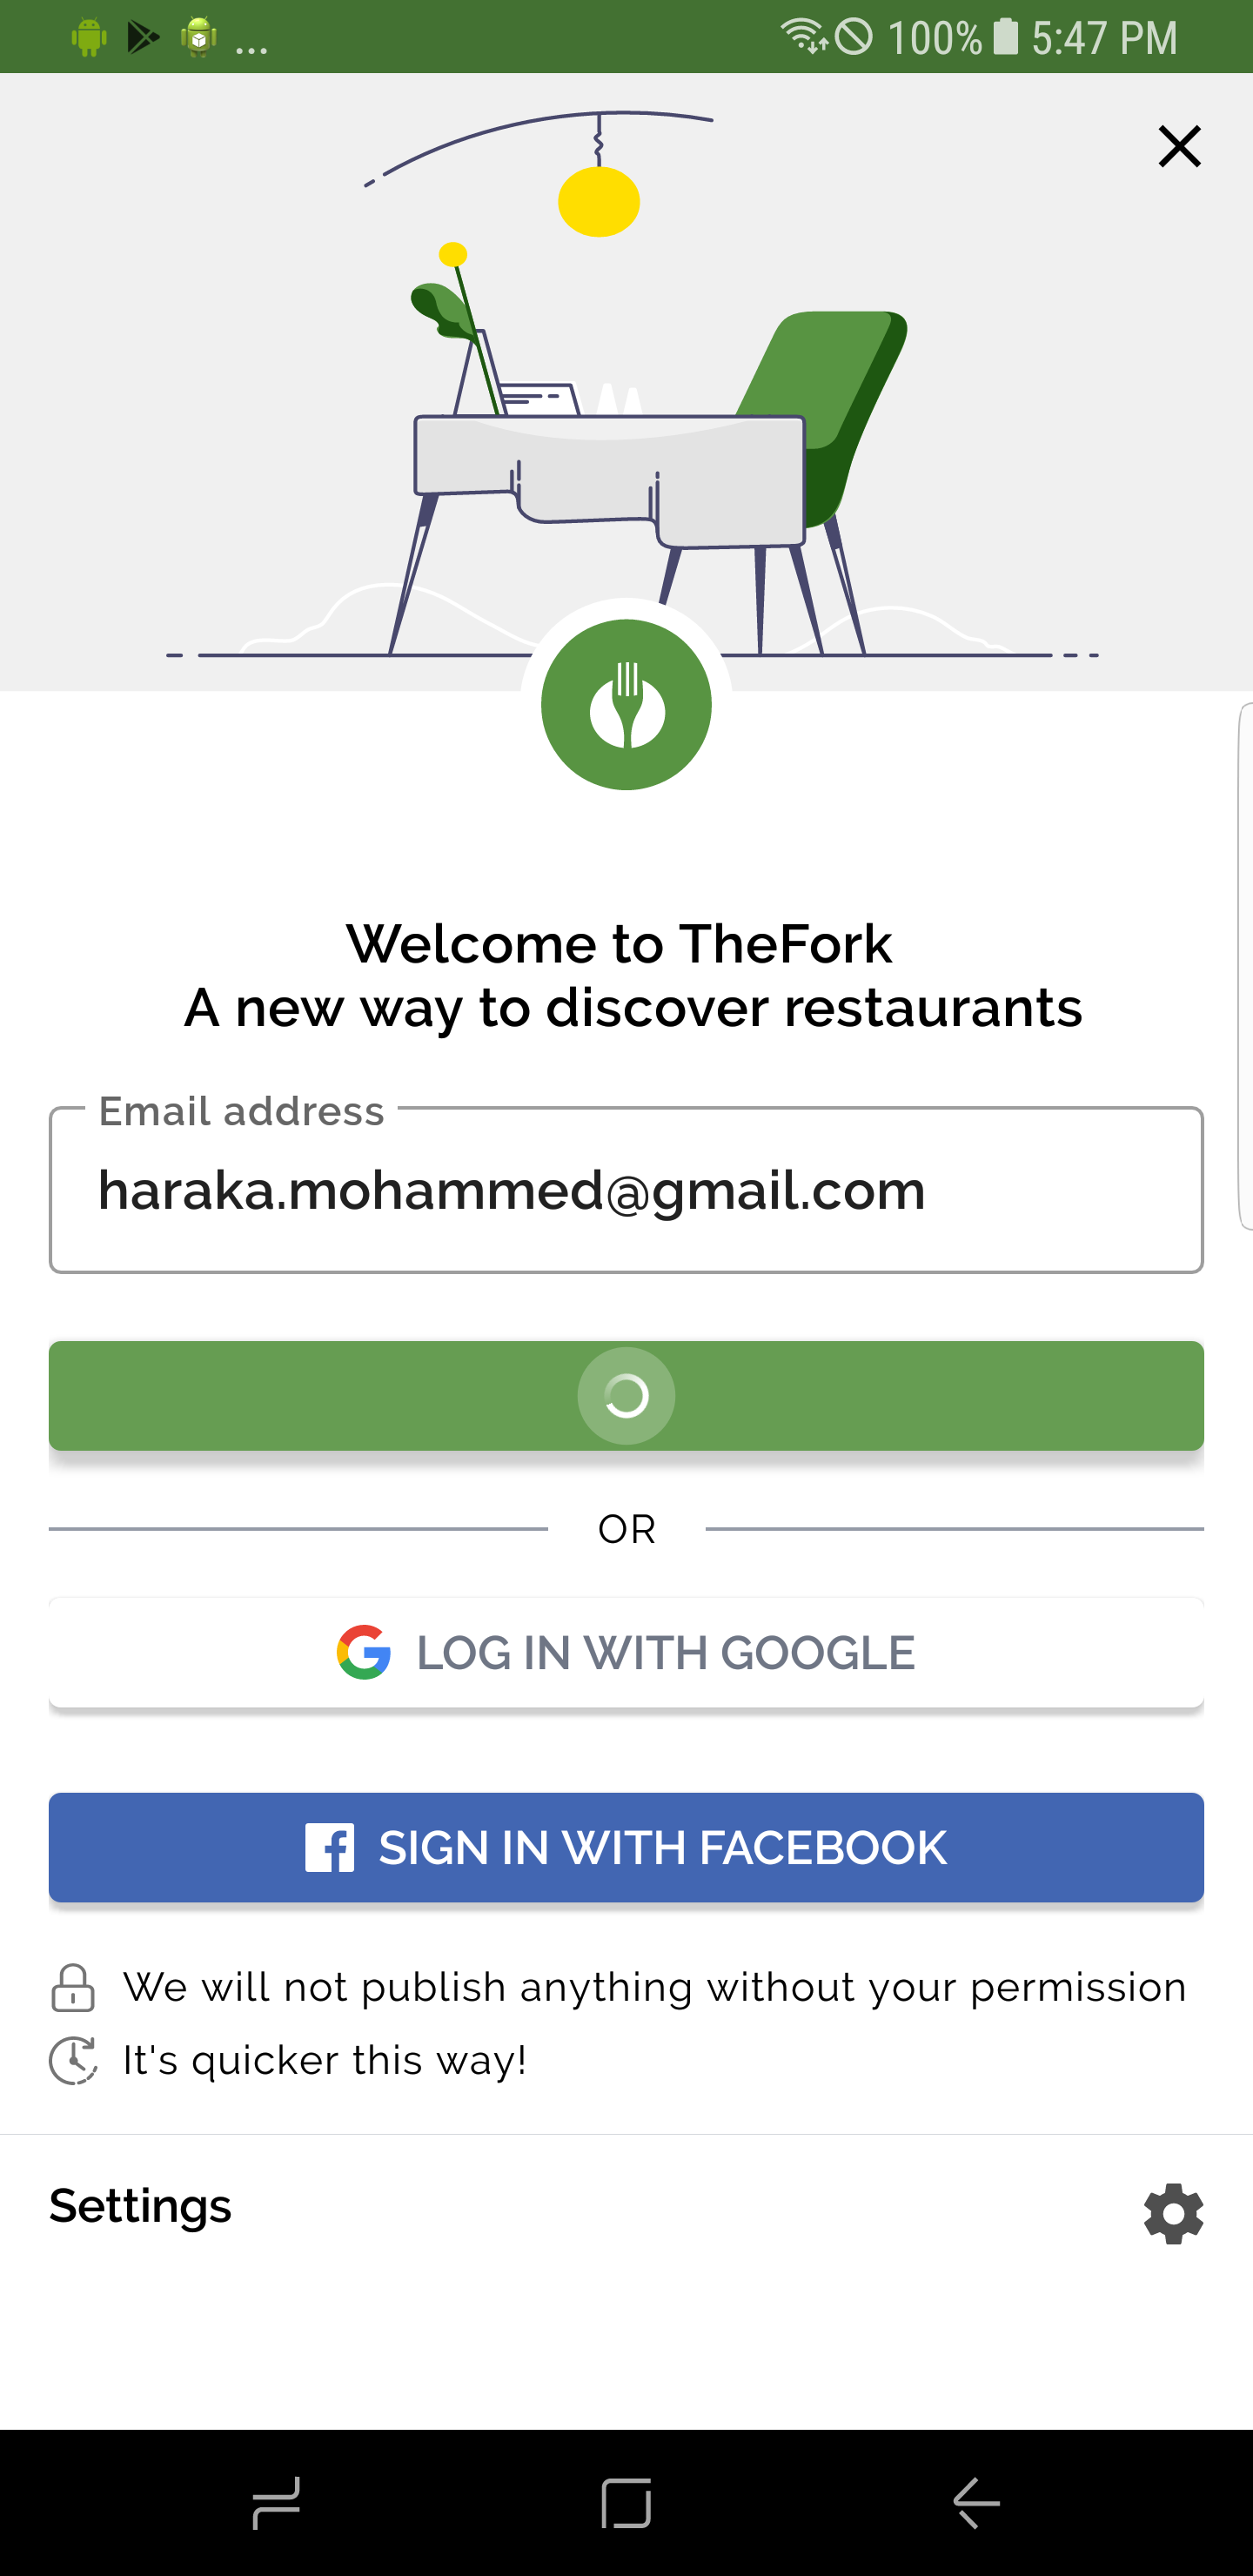 ... 100% 5:47 PM
Welcome to TheFork
A new way to discover restaurants
Email address
haraka.mohammed@gmail.com
OR
LOG IN WITH GOOGLE
SIGN IN WITH FACEBOOK
We will not publish anything without your permission
It's quicker this way!
Settings